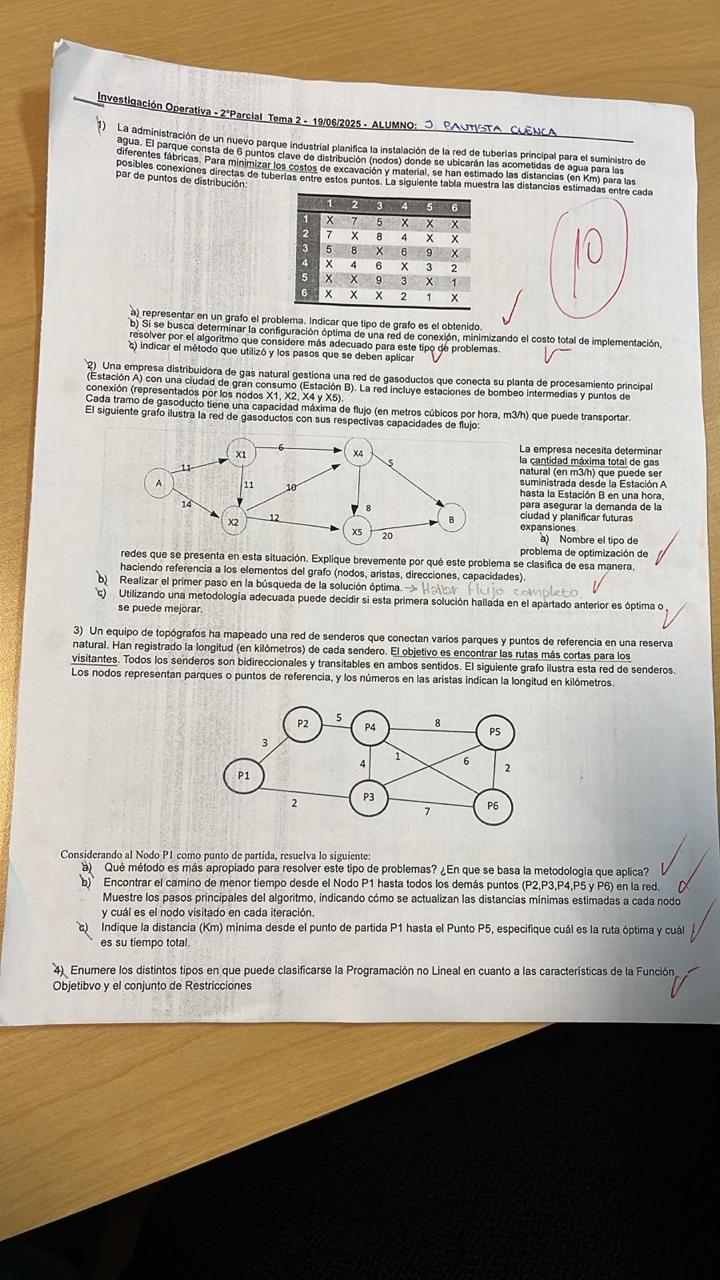 Investigación Operativa - 2°Parcial Tema 2 - 19/06/2025 - ALUMNO: J PAUTISTA CUENCA
1) La administración de un nuevo parque industrial planifica la instalación de la red de tuberías principal para el suministro de
agua. El parque consta de 6 puntos clave de distribución (nodos) donde se ubicarán las acometidas de agua para las
diferentes fábricas, Para minimizar los costos de excavación y material, se han estimado las distancias (en Km) para las
posibles conexiones directas de tuberías entre estos puntos. La siguiente tabla muestra las distancias estimadas entre cada
par de puntos de distribución:
1 2 3 4 5 6
1 X 7 5 X X X
2 7 X 8 4 X X
3 5 8 X 6 9 X
4 X 4 6 X 3 2
5 X X 9 3 X 1
6 X X X 2 1 X
10
a) representar en un grafo el problema. Indicar que tipo de grafo es el obtenido.
b) Si se busca determinar la configuración óptima de una red de conexión, minimizando el costo total de implementación,
resolver por el algoritmo que considere más adecuado para este tipo de problemas.
c) indicar el método que utilizó y los pasos que se deben aplicar
2) Una empresa distribuidora de gas natural gestiona una red de gasoductos que conecta su planta de procesamiento principal
(Estación A) con una ciudad de gran consumo (Estación B). La red incluye estaciones de bombeo intermedias y puntos de
conexión (representados por los nodos X1, X2, X4 y X5).
Cada tramo de gasoducto tiene una capacidad máxima de flujo (en metros cúbicos por hora, m3/h) que puede transportar.
El siguiente grafo ilustra la red de gasoductos con sus respectivas capacidades de flujo:
A
11
14
X1
11
X2
6
10
12
X4
8
X5
5
20
B
La empresa necesita determinar
la cantidad máxima total de gas
natural (en m3/h) que puede ser
suministrada desde la Estación A
hasta la Estación B en una hora,
para asegurar la demanda de la
ciudad y planificar futuras
expansiones
a) Nombre el tipo de
problema de optimización de
redes que se presenta en esta situación. Explique brevemente por qué este problema se clasifica de esa manera,
haciendo referencia a los elementos del grafo (nodos, aristas, direcciones, capacidades).
b) Realizar el primer paso en la búsqueda de la solución óptima. → Hallar flujo completo
c) Utilizando una metodología adecuada puede decidir si esta primera solución hallada en el apartado anterior es óptima o
se puede mejorar.
3) Un equipo de topógrafos ha mapeado una red de senderos que conectan varios parques y puntos de referencia en una reserva
natural. Han registrado la longitud (en kilómetros) de cada sendero. El objetivo es encontrar las rutas más cortas para los
visitantes. Todos los senderos son bidireccionales y transitables en ambos sentidos. El siguiente grafo ilustra esta red de senderos.
Los nodos representan parques o puntos de referencia, y los números en las aristas indican la longitud en kilómetros.
P2
5
P4
8
P5
3
4
1
6
2
P1
2
P3
7
P6
Considerando al Nodo P1 como punto de partida, resuelva lo siguiente:
a) Qué método es más apropiado para resolver este tipo de problemas? ¿En que se basa la metodología que aplica?
b) Encontrar el camino de menor tiempo desde el Nodo P1 hasta todos los demás puntos (P2,P3,P4,P5 y P6) en la red.
Muestre los pasos principales del algoritmo, indicando cómo se actualizan las distancias mínimas estimadas a cada nodo
y cuál es el nodo visitado en cada iteración.
c) Indique la distancia (Km) mínima desde el punto de partida P1 hasta el Punto P5, especifique cuál es la ruta óptima y cuál
es su tiempo total.
4) Enumere los distintos tipos en que puede clasificarse la Programación no Lineal en cuanto a las características de la Función
Objetibvo y el conjunto de Restricciones